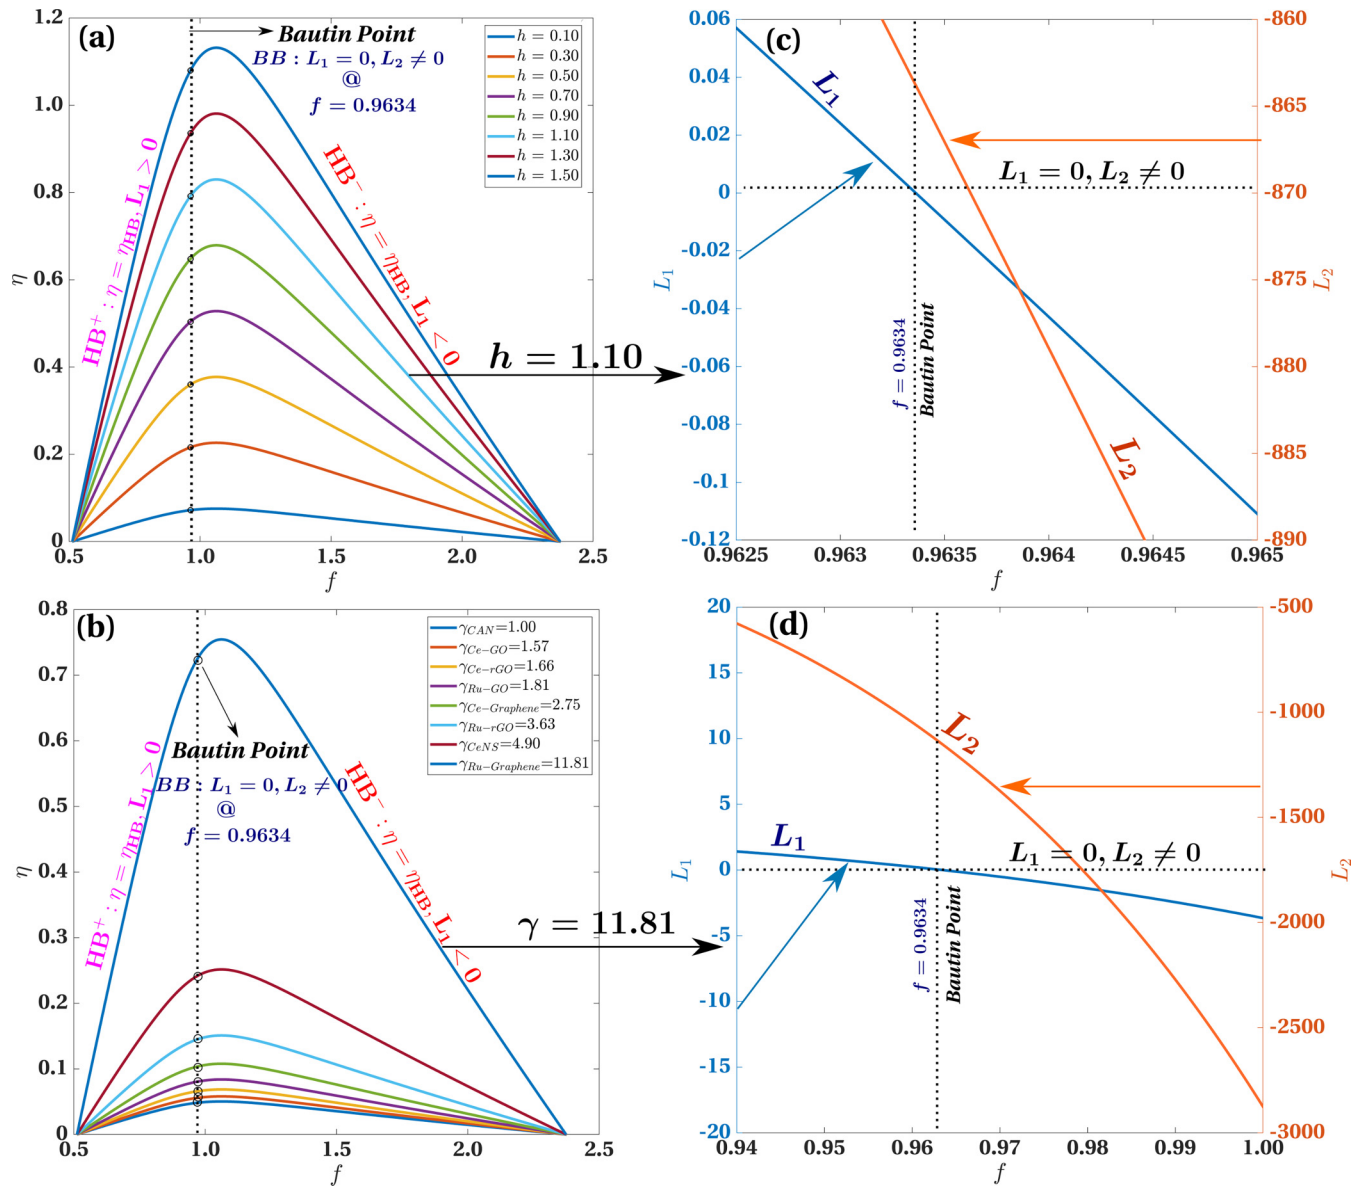 (a)
Bautin Point
BB : L₁ = 0, L₂ ≠ 0
@
f = 0.9634
HB⁺ : η = η_HB, L₁ > 0
HB⁻ : η = η_HB, L₁ < 0
h = 0.10
h = 0.30
h = 0.50
h = 0.70
h = 0.90
h = 1.10
h = 1.30
h = 1.50
1.2
1.0
0.8
0.6
0.4
0.2
0
η
0.5 1.0 1.5 2.0 2.5
f
h = 1.10
(c)
L₁
L₁ = 0, L₂ ≠ 0
f = 0.9634
Bautin Point
L₂
0.06
0.04
0.02
0
-0.02
-0.04
-0.06
-0.08
-0.1
-0.12
L₁
-860
-865
-870
-875
-880
-885
-890
L₂
0.9625 0.963 0.9635 0.964 0.9645 0.965
f
(b)
γCAN=1.00
γCe−GO=1.57
γCe−rGO=1.66
γRu−GO=1.81
γCe−Graphene=2.75
γRu−rGO=3.63
γCeNS=4.90
γRu−Graphene=11.81
Bautin Point
BB : L₁ = 0, L₂ ≠ 0
@
f = 0.9634
HB⁺ : η = η_HB, L₁ > 0
HB⁻ : η = η_HB, L₁ < 0
0.8
0.7
0.6
0.5
0.4
0.3
0.2
0.1
0
η
0.5 1.0 1.5 2.0 2.5
f
γ = 11.81
(d)
L₂
L₁
L₁ = 0, L₂ ≠ 0
f = 0.9634
Bautin Point
20
15
10
5
0
-5
-10
-15
-20
L₁
-500
-1000
-1500
-2000
-2500
-3000
L₂
0.94 0.95 0.96 0.97 0.98 0.99 1.00
f